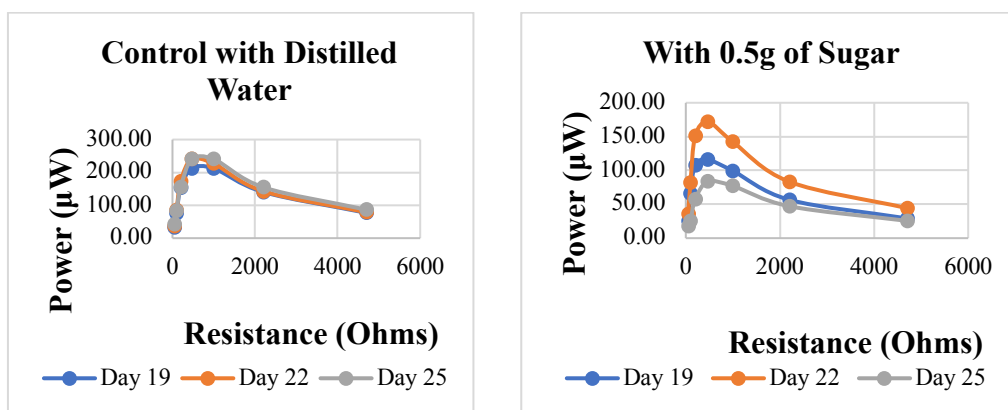 Control with Distilled
Water
300.00
200.00
100.00
0.00
0
2000
4000
6000
Power (µW)
Resistance (Ohms)
Day 19
Day 22
Day 25
With 0.5g of Sugar
200.00
150.00
100.00
50.00
0.00
0
2000
4000
6000
Power (µW)
Resistance (Ohms)
Day 19
Day 22
Day 25